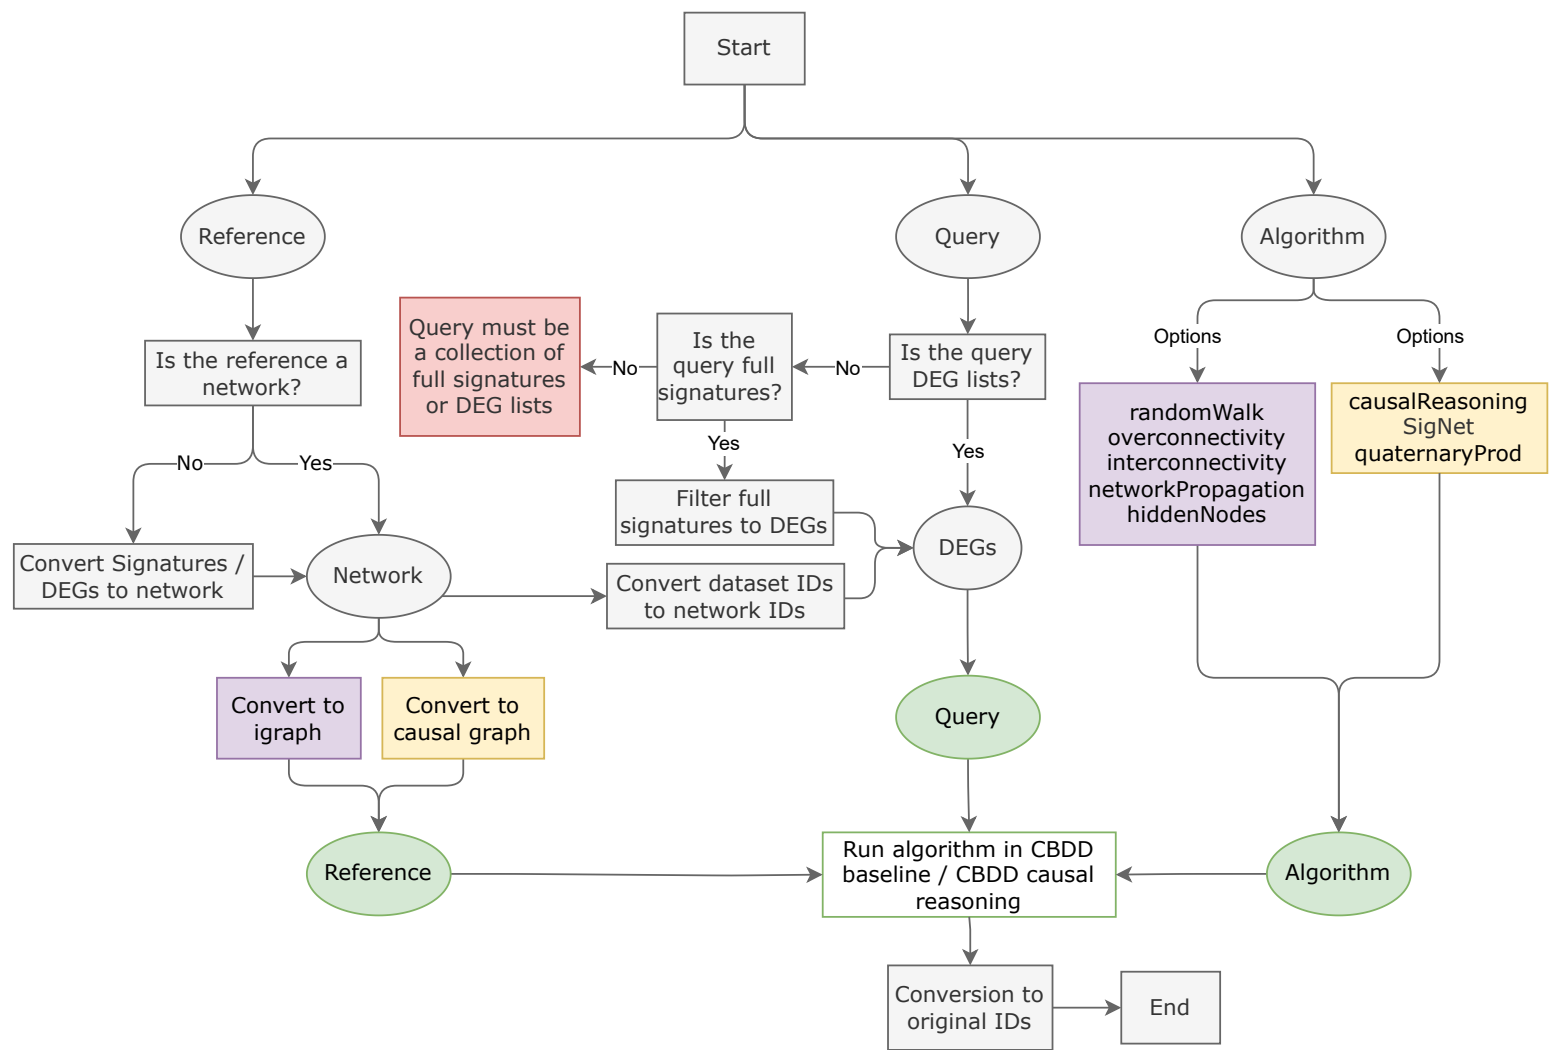 Start
Reference
Query
Algorithm
Is the reference a
network?
Query must be
a collection of
full signatures
or DEG lists
No
Is the
query full
signatures?
No
Is the query
DEG lists?
Options
Options
randomWalk
overconnectivity
interconnectivity
networkPropagation
hiddenNodes
causalReasoning
SigNet
quaternaryProd
No
Yes
Yes
Yes
Filter full
signatures to DEGs
DEGs
Convert Signatures /
DEGs to network
Network
Convert dataset IDs
to network IDs
Convert to
igraph
Convert to
causal graph
Query
Reference
Run algorithm in CBDD
baseline / CBDD causal
reasoning
Algorithm
Conversion to
original IDs
End